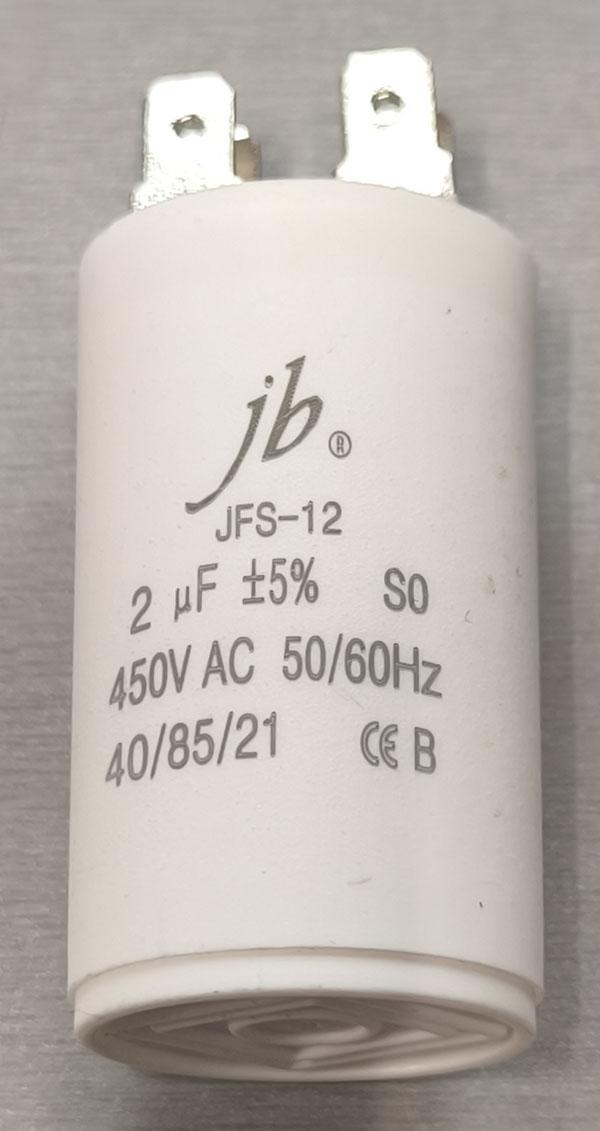 jb®
JFS-12
2 µF ±5% S0
450V AC 50/60Hz
40/85/21 CE B